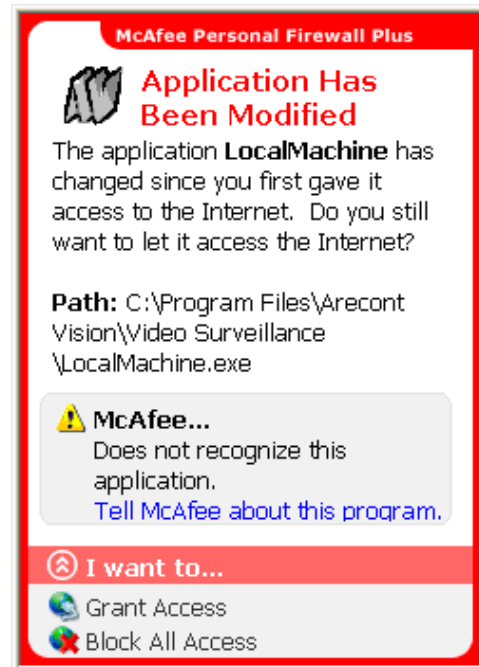 McAfee Personal Firewall Plus
Application Has
Been Modified
The application LocalMachine has
changed since you first gave it
access to the Internet. Do you still
want to let it access the Internet?
Path: C:\Program Files\Arecont
Vision\Video Surveillance
\LocalMachine.exe
McAfee...
Does not recognize this
application.
Tell McAfee about this program.
I want to...
Grant Access
Block All Access